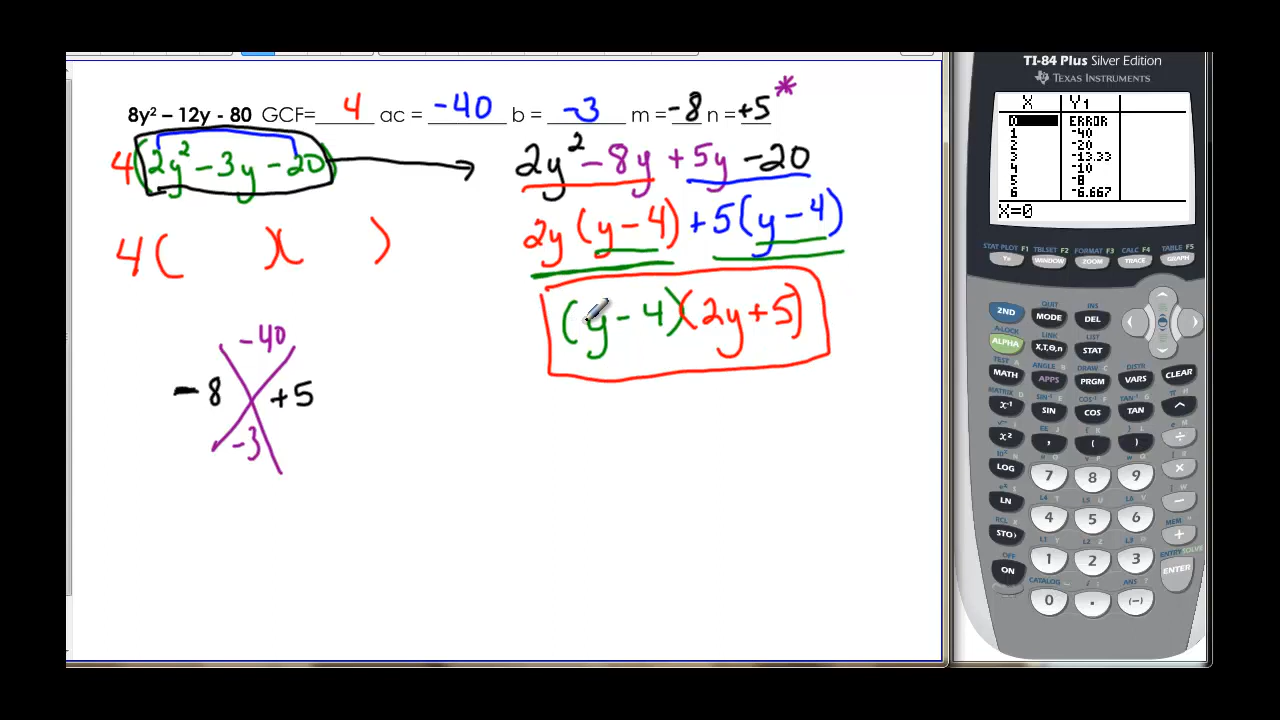 8y² – 12y - 80 GCF= 4 ac = -40 b = -3 m = -8 n = +5 *
4(2y² - 3y - 20)
2y² - 8y + 5y - 20
2y(y - 4) + 5(y - 4)
4( )( )
(y - 4)(2y + 5)
-40
-8 +5
-3
TI-84 Plus Silver Edition
TEXAS INSTRUMENTS
X Y₁
0 ERROR
1 -40
2 -20
3 -13.33
4 -10
5 -8
6 -6.667
X=0
STAT PLOT F1 TBLSET F2 FORMAT F3 CALC F4 TABLE F5
Y= WINDOW ZOOM TRACE GRAPH
QUIT INS
2ND MODE DEL
A-LOCK LINK LIST
ALPHA X,T,Θ,n STAT
TEST A ANGLE B DRAW C DISTR
MATH APPS PRGM VARS CLEAR
MATRIX D SIN⁻¹ E COS⁻¹ F TAN⁻¹ G π H
x⁻¹ SIN COS TAN ^
√ I EE J { K } L e M
x² , ( ) ÷
10ˣ N u O v P w Q [ R
LOG 7 8 9 ×
eˣ S L4 T L5 U L6 V ] W
LN 4 5 6 −
RCL X L1 Y L2 Z L3 θ MEM "
STO› 1 2 3 +
OFF CATALOG i : ANS ? ENTRY SOLVE
ON 0 . (-) ENTER